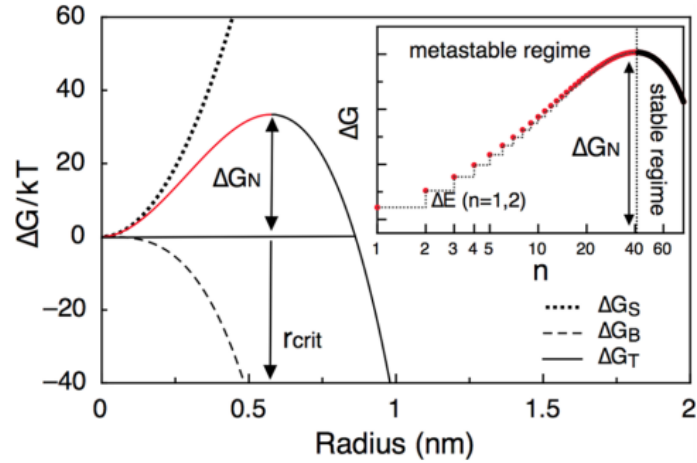 60
40
20
0
−20
−40
ΔG/kT
0
0.5
1
1.5
2
Radius (nm)
ΔGN
rcrit
metastable regime
stable regime
ΔG
ΔGN
ΔE (n=1,2)
1 2 3 4 5 10 20 40 60
n
ΔGS
ΔGB
ΔGT